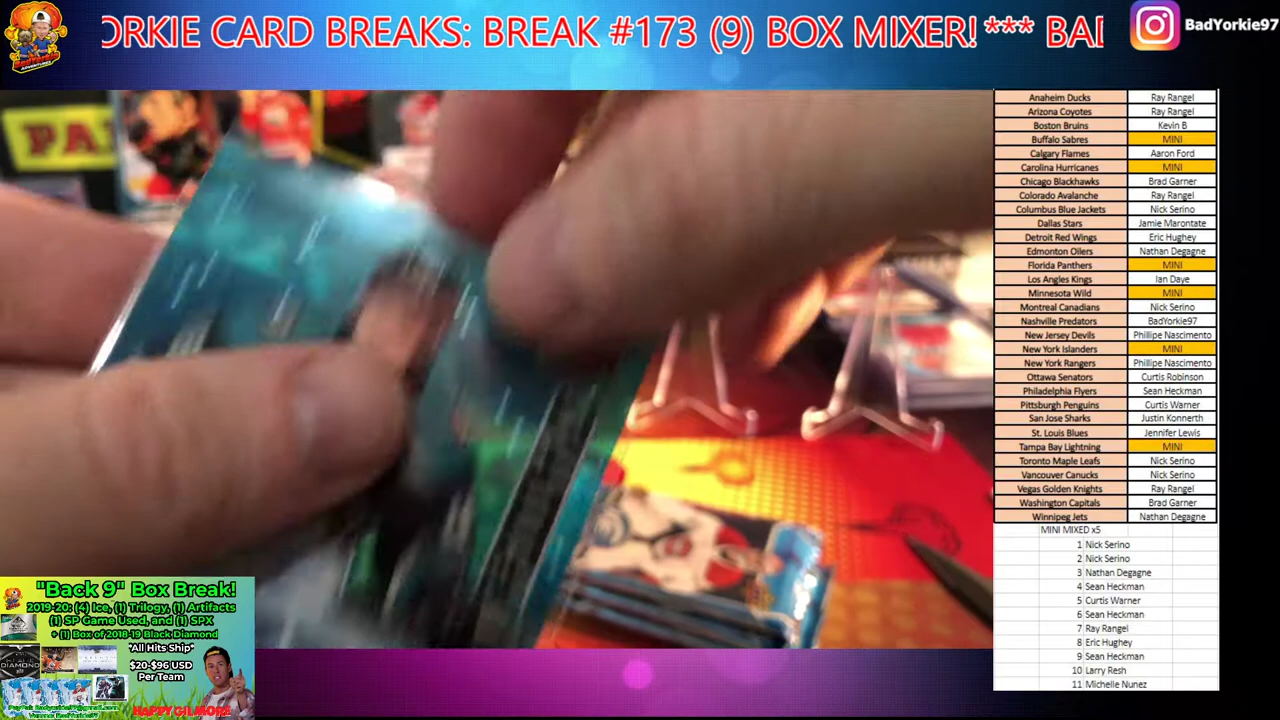 ORKIE CARD BREAKS: BREAK #173 (9) BOX MIXER! *** BAD
BadYorkie97
PA
Anaheim Ducks Ray Rangel
Arizona Coyotes Ray Rangel
Boston Bruins Kevin B
Buffalo Sabres MINI
Calgary Flames Aaron Ford
Carolina Hurricanes MINI
Chicago Blackhawks Brad Garner
Colorado Avalanche Ray Rangel
Columbus Blue Jackets Nick Serino
Dallas Stars Jamie Marontate
Detroit Red Wings Eric Hughey
Edmonton Oilers Nathan Degagne
Florida Panthers MINI
Los Angeles Kings Ian Daye
Minnesota Wild MINI
Montreal Canadians Nick Serino
Nashville Predators BadYorkie97
New Jersey Devils Phillipe Nascimento
New York Islanders MINI
New York Rangers Phillipe Nascimento
Ottawa Senators Curtis Robinson
Philadelphia Flyers Sean Heckman
Pittsburgh Penguins Curtis Warner
San Jose Sharks Justin Konnerth
St. Louis Blues Jennifer Lewis
Tampa Bay Lightning MINI
Toronto Maple Leafs Nick Serino
Vancouver Canucks Nick Serino
Vegas Golden Knights Ray Rangel
Washington Capitals Brad Garner
Winnipeg Jets Nathan Degagne
MINI MIXED x5
1 Nick Serino
2 Nick Serino
3 Nathan Degagne
4 Sean Heckman
5 Curtis Warner
6 Sean Heckman
7 Ray Rangel
8 Eric Hughey
9 Sean Heckman
10 Larry Resh
11 Michelle Nunez
"Back 9" Box Break!
2019-20: (4) Ice, (1) Trilogy, (1) Artifacts
(1) SP Game Used, and (1) SPX
+ (1) Box of 2018-19 Black Diamond
*All Hits Ship*
$20-$96 USD
Per Team
DIAMOND
HAPPY GILMORE